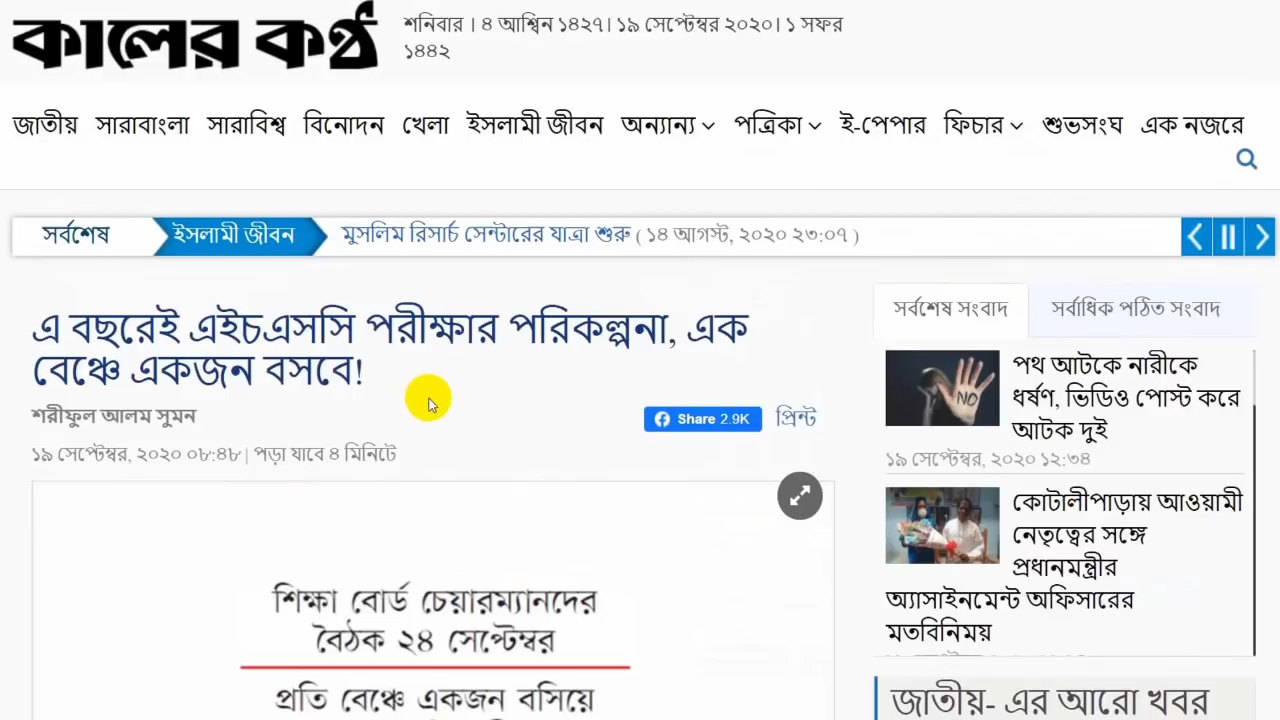 কালের কণ্ঠ
শনিবার । ৪ আশ্বিন ১৪২৭। ১৯ সেপ্টেম্বর ২০২০। ১ সফর
১৪৪২
জাতীয় সারাবাংলা সারাবিশ্ব বিনোদন খেলা ইসলামী জীবন অন্যান্য পত্রিকা ই-পেপার ফিচার শুভসংঘ এক নজরে
সর্বশেষ ইসলামী জীবন মুসলিম রিসার্চ সেন্টারের যাত্রা শুরু ( ১৪ আগস্ট, ২০২০ ২৩:০৭ )
এ বছরেই এইচএসসি পরীক্ষার পরিকল্পনা, এক
বেঞ্চে একজন বসবে!
শরীফুল আলম সুমন
Share 2.9K প্রিন্ট
১৯ সেপ্টেম্বর, ২০২০ ০৮:৪৮ | পড়া যাবে ৪ মিনিটে
শিক্ষা বোর্ড চেয়ারম্যানদের
বৈঠক ২৪ সেপ্টেম্বর
প্রতি বেঞ্চে একজন বসিয়ে
সর্বশেষ সংবাদ সর্বাধিক পঠিত সংবাদ
NO
পথ আটকে নারীকে
ধর্ষণ, ভিডিও পোস্ট করে
আটক দুই
১৯ সেপ্টেম্বর, ২০২০ ১২:৩৪
কোটালীপাড়ায় আওয়ামী
নেতৃত্বের সঙ্গে
প্রধানমন্ত্রীর
অ্যাসাইনমেন্ট অফিসারের
মতবিনিময়
জাতীয়- এর আরো খবর